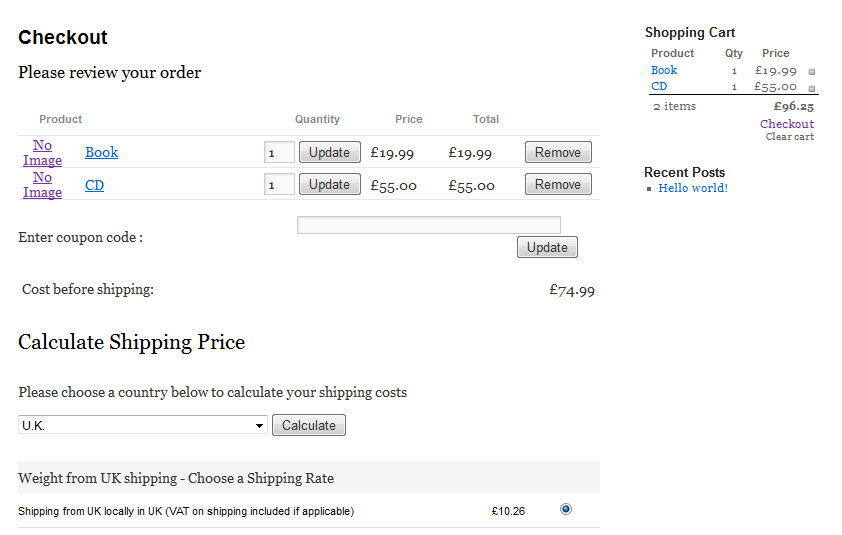 Checkout
Please review your order
Product Quantity Price Total
No Image Book 1 Update £19.99 £19.99 Remove
No Image CD 1 Update £55.00 £55.00 Remove
Enter coupon code :
Update
Cost before shipping: £74.99
Calculate Shipping Price
Please choose a country below to calculate your shipping costs
U.K. Calculate
Weight from UK shipping - Choose a Shipping Rate
Shipping from UK locally in UK (VAT on shipping included if applicable) £10.26
Shopping Cart
Product Qty Price
Book 1 £19.99
CD 1 £55.00
2 items £96.25
Checkout
Clear cart
Recent Posts
Hello world!